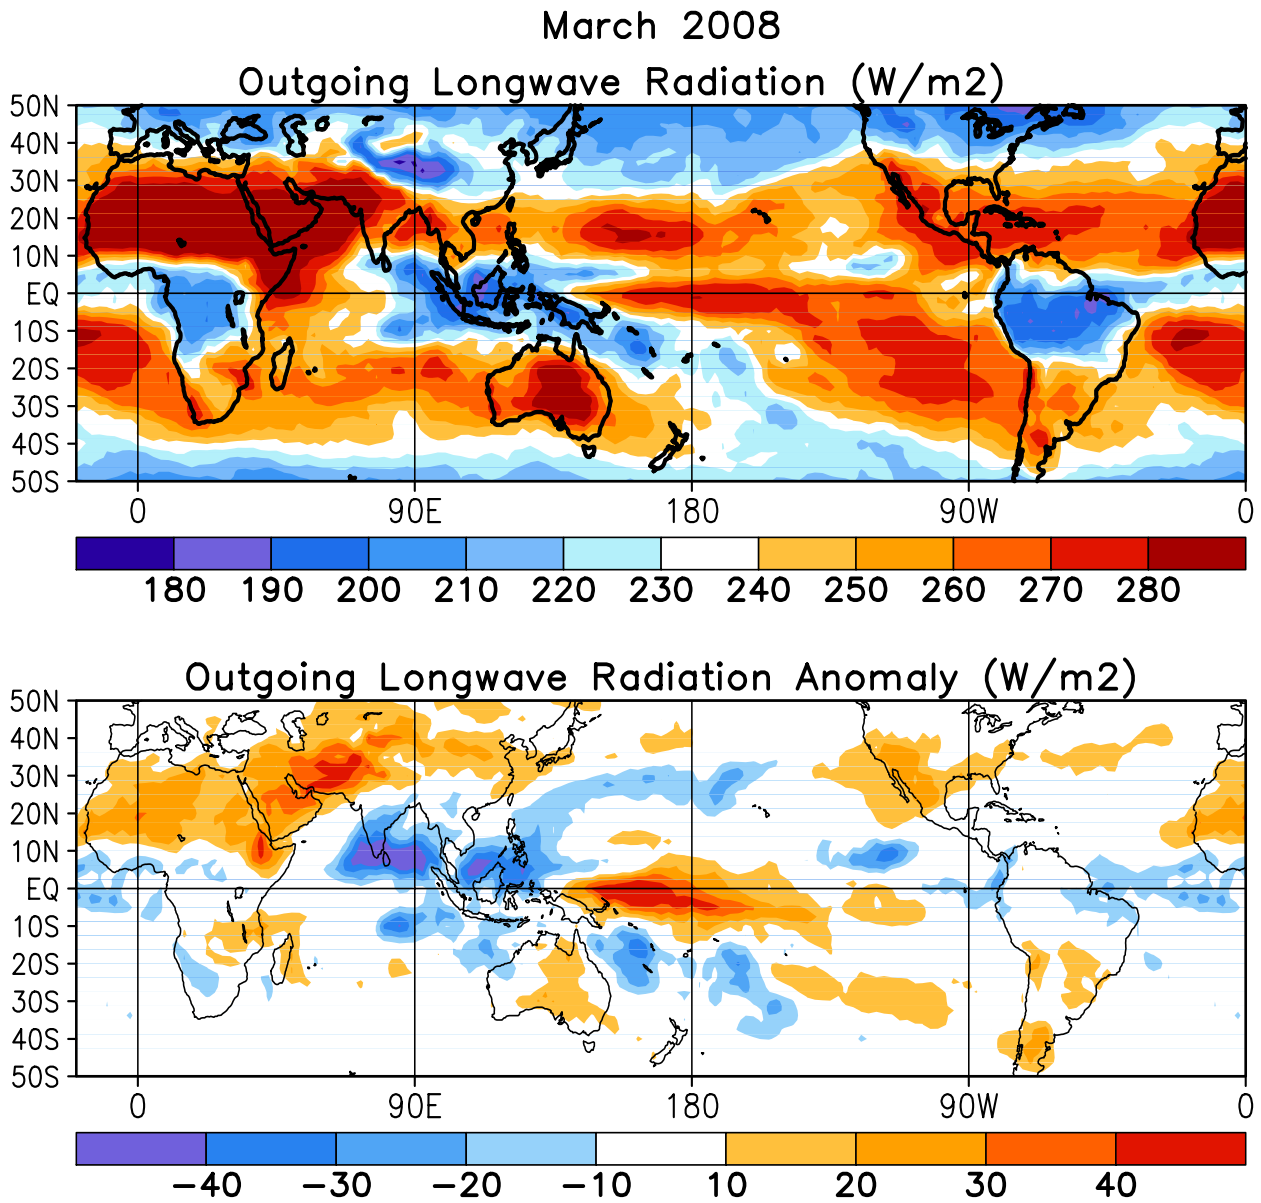 March 2008
Outgoing Longwave Radiation (W/m2)
50N
40N
30N
20N
10N
EQ
10S
20S
30S
40S
50S
0 90E 180 90W 0
180 190 200 210 220 230 240 250 260 270 280
Outgoing Longwave Radiation Anomaly (W/m2)
50N
40N
30N
20N
10N
EQ
10S
20S
30S
40S
50S
0 90E 180 90W 0
−40 −30 −20 −10 10 20 30 40